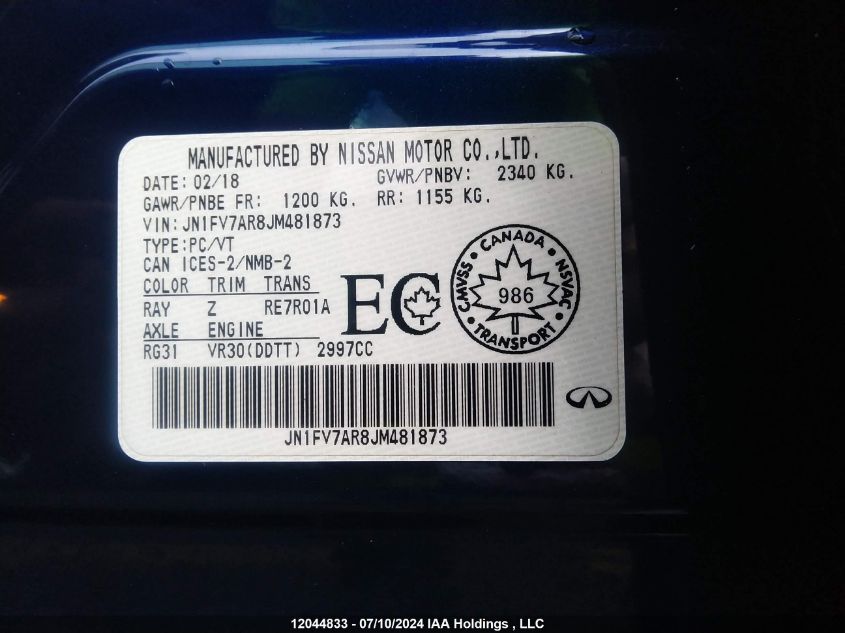 MANUFACTURED BY NISSAN MOTOR CO.,LTD.
DATE: 02/18 GVWR/PNBV: 2340 KG.
GAWR/PNBE FR: 1200 KG. RR: 1155 KG.
VIN:JN1FV7AR8JM481873
TYPE:PC/VT
CAN ICES-2/NMB-2
COLOR TRIM TRANS
RAY Z RE7R01A
AXLE ENGINE
RG31 VR30(DDTT) 2997CC
EC
CANADA
CMVSS NSVAC
986
TRANSPORT
JN1FV7AR8JM481873
12044833 - 07/10/2024 IAA Holdings , LLC